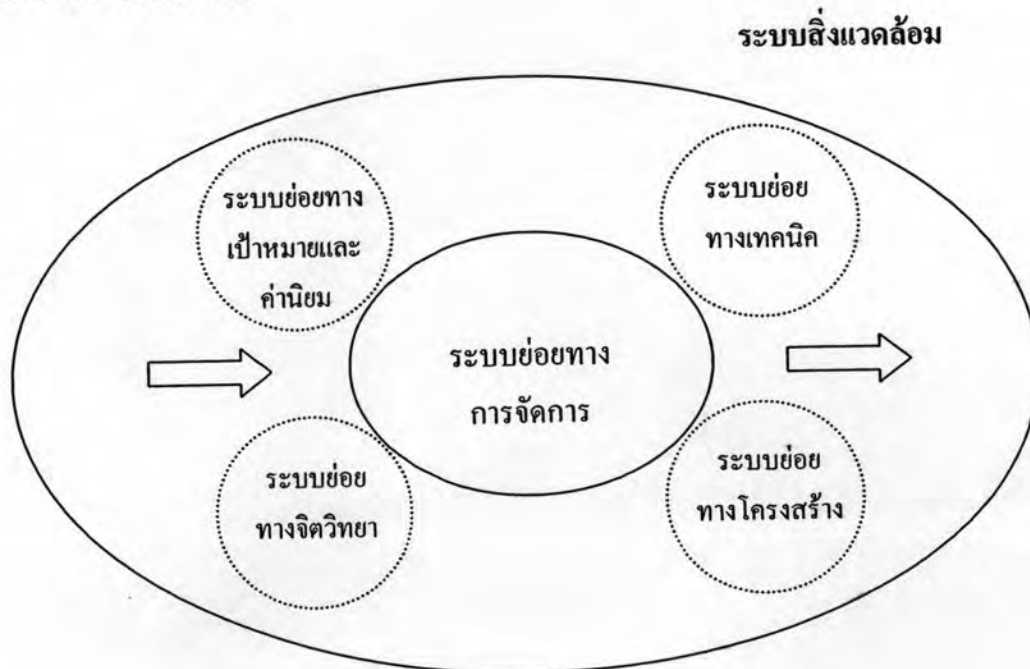 ระบบสิ่งแวดล้อม
ระบบย่อยทาง
เป้าหมายและ
ค่านิยม
ระบบย่อย
ทางเทคนิค
ระบบย่อยทาง
การจัดการ
ระบบย่อย
ทางจิตวิทยา
ระบบย่อย
ทางโครงสร้าง